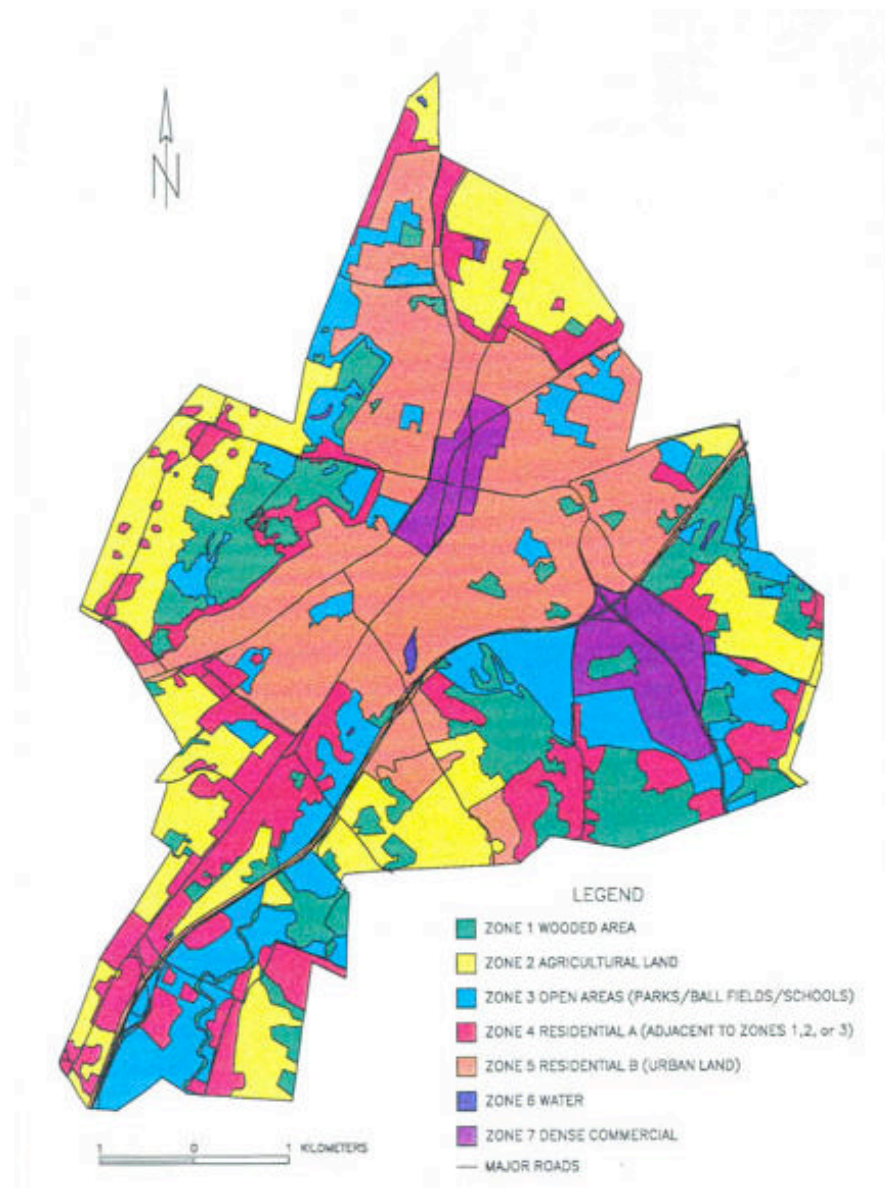 N
LEGEND
ZONE 1 WOODED AREA
ZONE 2 AGRICULTURAL LAND
ZONE 3 OPEN AREAS (PARKS/BALL FIELDS/SCHOOLS)
ZONE 4 RESIDENTIAL A (ADJACENT TO ZONES 1,2, or 3)
ZONE 5 RESIDENTIAL B (URBAN LAND)
ZONE 6 WATER
ZONE 7 DENSE COMMERCIAL
MAJOR ROADS
1 0 1 KILOMETERS